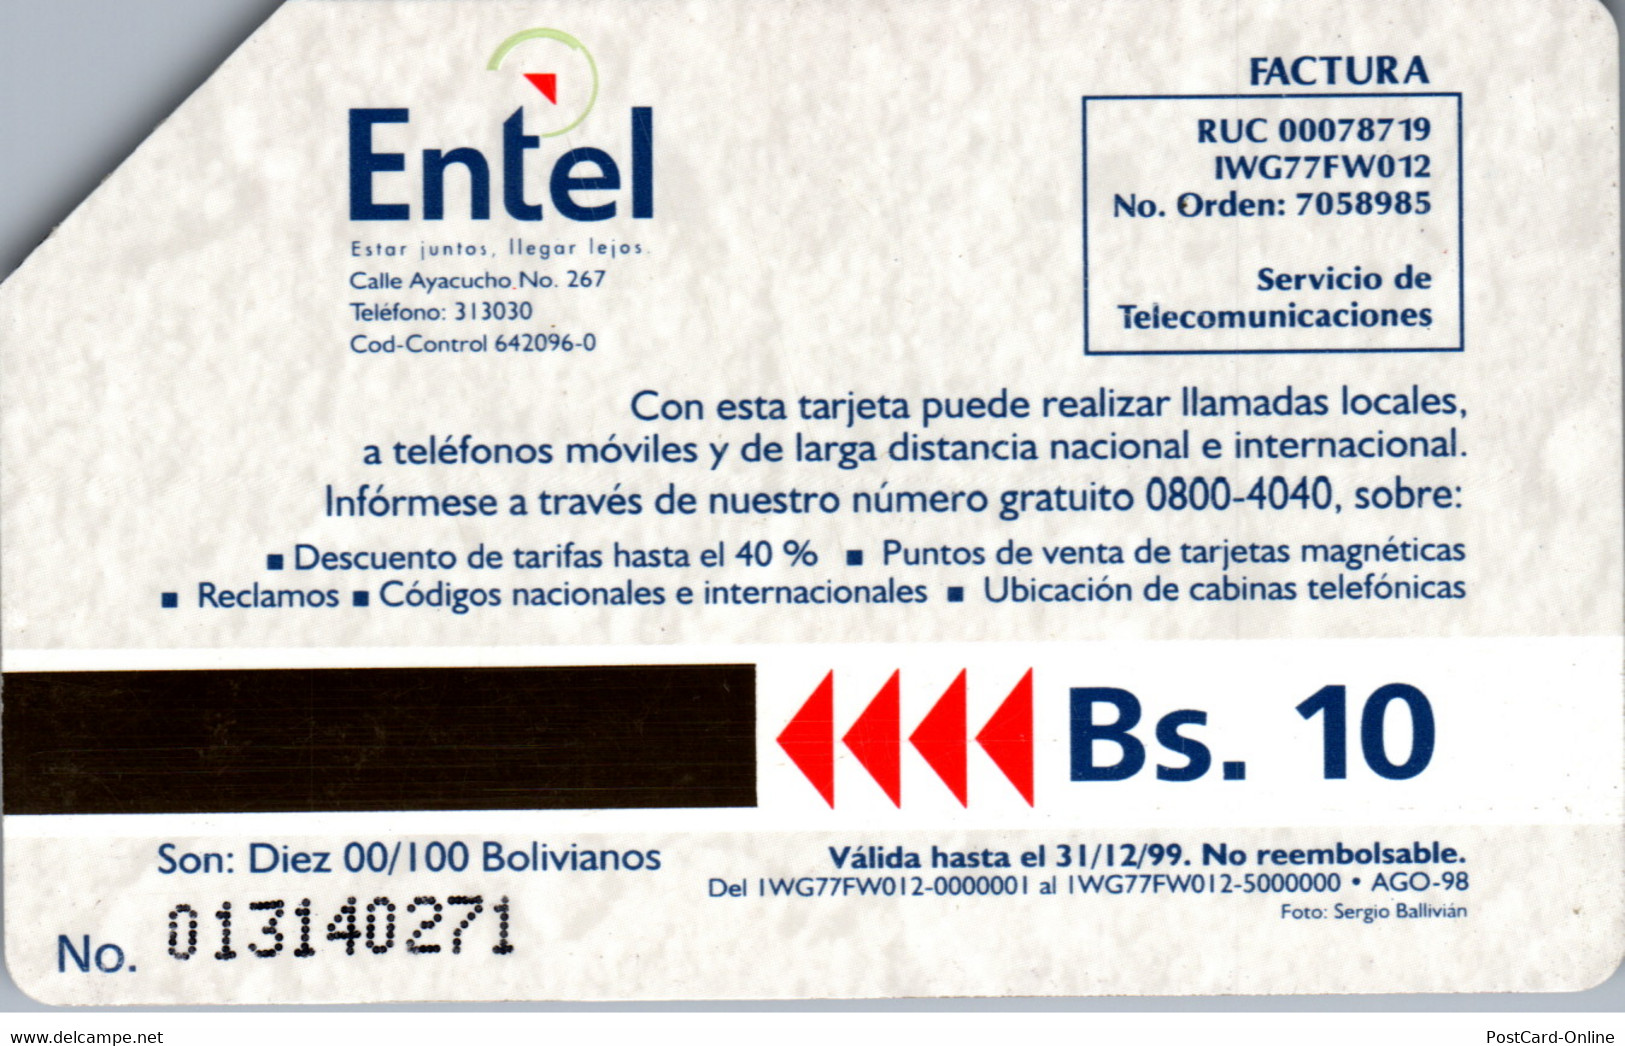 Entel
Estar juntos, llegar lejos.
Calle Ayacucho No. 267
Teléfono: 313030
Cod-Control 642096-0
FACTURA
RUC 00078719
IWG77FW012
No. Orden: 7058985
Servicio de
Telecomunicaciones
Con esta tarjeta puede realizar llamadas locales,
a teléfonos móviles y de larga distancia nacional e internacional.
Infórmese a través de nuestro número gratuito 0800-4040, sobre:
■ Descuento de tarifas hasta el 40 % ■ Puntos de venta de tarjetas magnéticas
■ Reclamos ■ Códigos nacionales e internacionales ■ Ubicación de cabinas telefónicas
Bs. 10
Son: Diez 00/100 Bolivianos
No. 013140271
Válida hasta el 31/12/99. No reembolsable.
Del IWG77FW012-0000001 al IWG77FW012-5000000 • AGO-98
Foto: Sergio Ballivián
www.delcampe.net
PostCard-Online